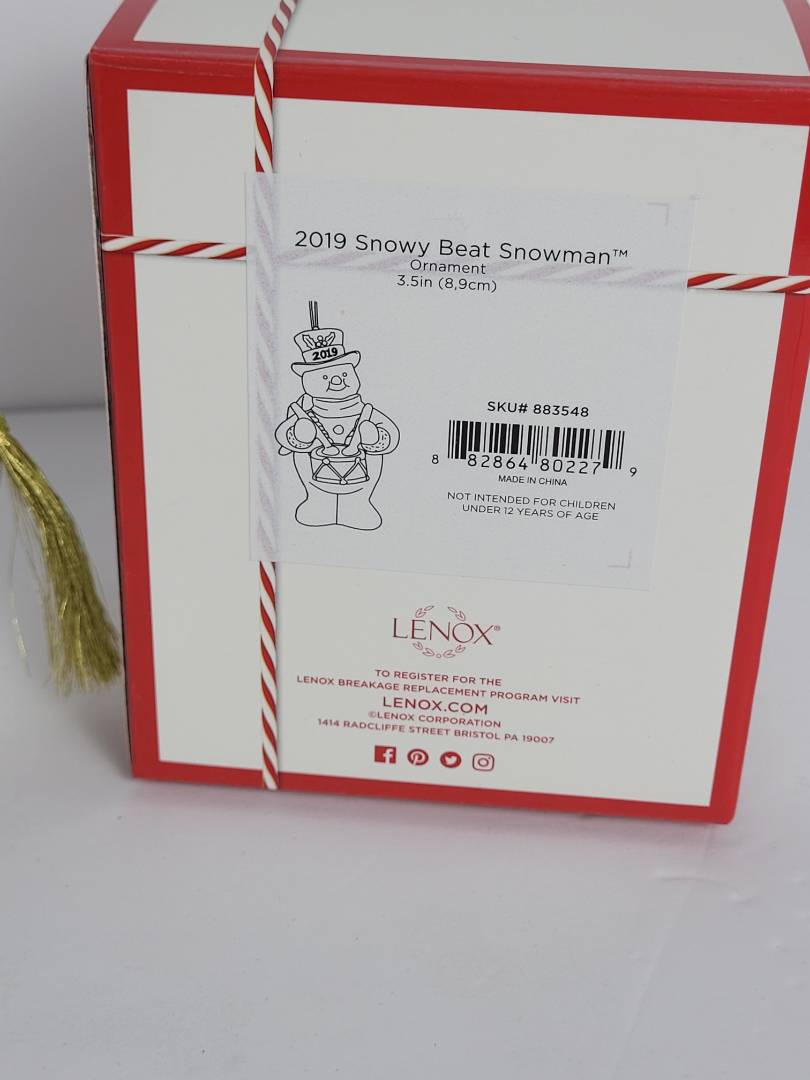 2019 Snowy Beat Snowman™
Ornament
3.5in (8,9cm)
2019
SKU# 883548
8 82864 80227 9
MADE IN CHINA
NOT INTENDED FOR CHILDREN
UNDER 12 YEARS OF AGE
LENOX®
TO REGISTER FOR THE
LENOX BREAKAGE REPLACEMENT PROGRAM VISIT
LENOX.COM
©LENOX CORPORATION
1414 RADCLIFFE STREET BRISTOL PA 19007